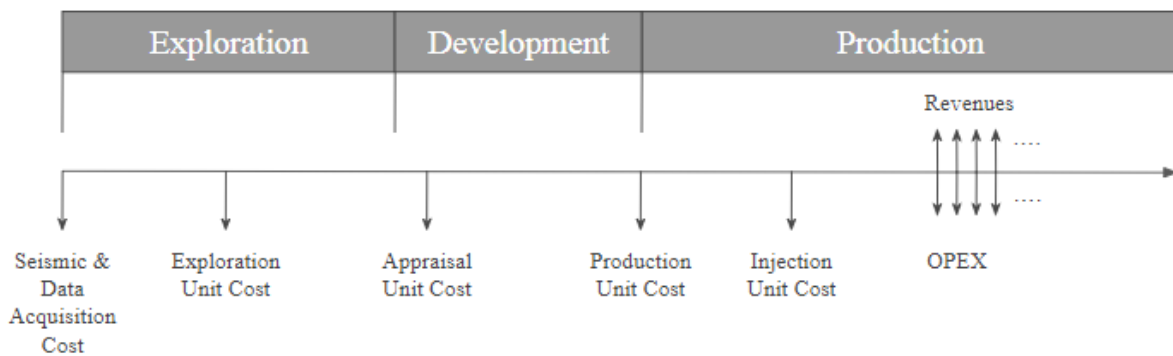 Exploration
Development
Production
Revenues
....
....
Seismic &
Data
Acquisition
Cost
Exploration
Unit Cost
Appraisal
Unit Cost
Production
Unit Cost
Injection
Unit Cost
OPEX